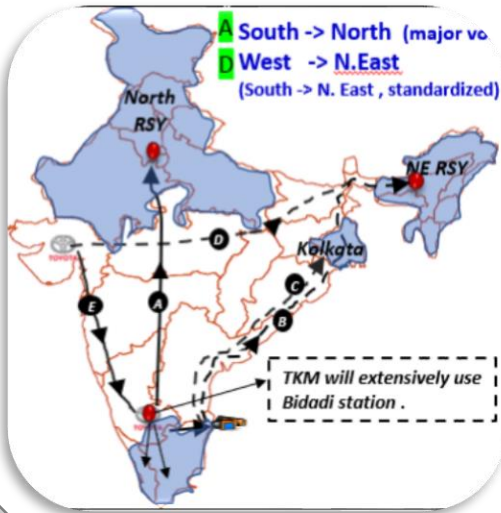 A South -> North (major vo
D West -> N.East
(South -> N. East , standardized)
North
RSY
NE RSY
D
Kolkata
TOYOTA
E
A
C
B
TKM will extensively use
Bidadi station .